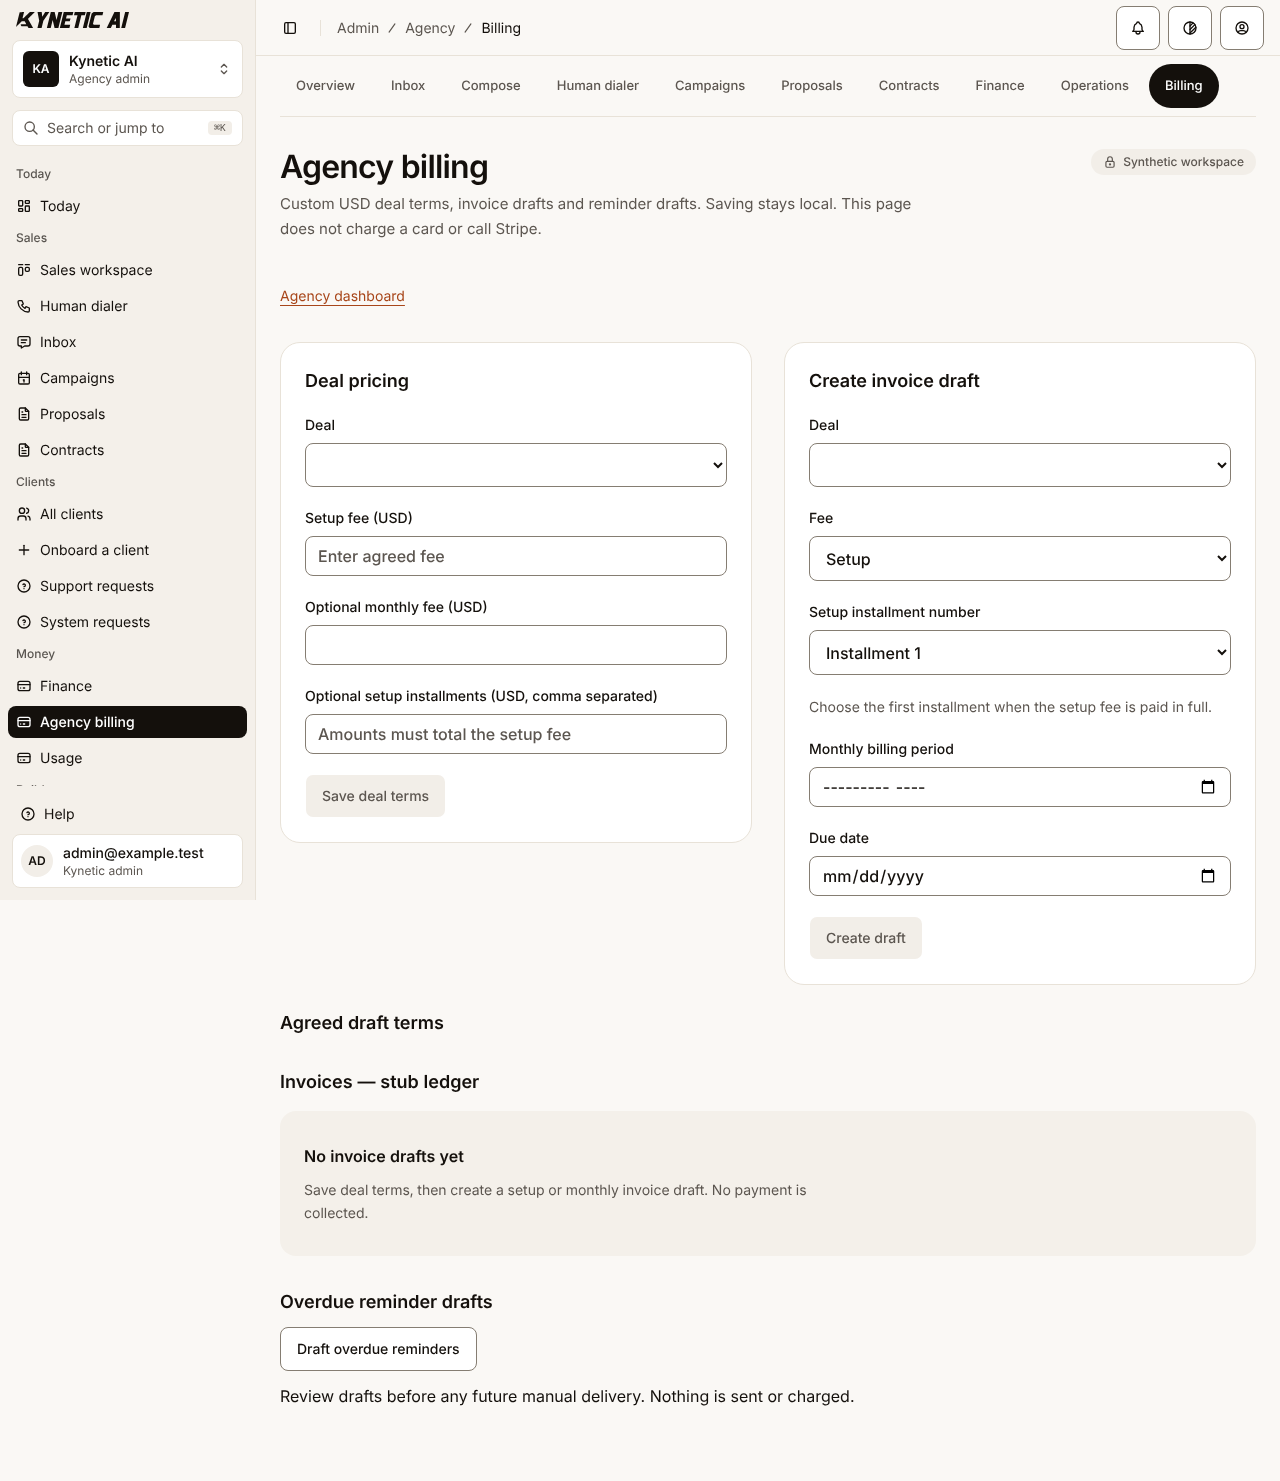 KYNETIC AI
KA
Kynetic AI
Agency admin
Search or jump to
⌘K
Today
Today
Sales
Sales workspace
Human dialer
Inbox
Campaigns
Proposals
Contracts
Clients
All clients
Onboard a client
Support requests
System requests
Money
Finance
Agency billing
Usage
Help
AD
admin@example.test
Kynetic admin
Admin / Agency / Billing
Overview
Inbox
Compose
Human dialer
Campaigns
Proposals
Contracts
Finance
Operations
Billing
Agency billing
Synthetic workspace
Custom USD deal terms, invoice drafts and reminder drafts. Saving stays local. This page
does not charge a card or call Stripe.
Agency dashboard
Deal pricing
Deal
Setup fee (USD)
Enter agreed fee
Optional monthly fee (USD)
Optional setup installments (USD, comma separated)
Amounts must total the setup fee
Save deal terms
Create invoice draft
Deal
Fee
Setup
Setup installment number
Installment 1
Choose the first installment when the setup fee is paid in full.
Monthly billing period
--------- ----
Due date
mm/dd/yyyy
Create draft
Agreed draft terms
Invoices — stub ledger
No invoice drafts yet
Save deal terms, then create a setup or monthly invoice draft. No payment is
collected.
Overdue reminder drafts
Draft overdue reminders
Review drafts before any future manual delivery. Nothing is sent or charged.